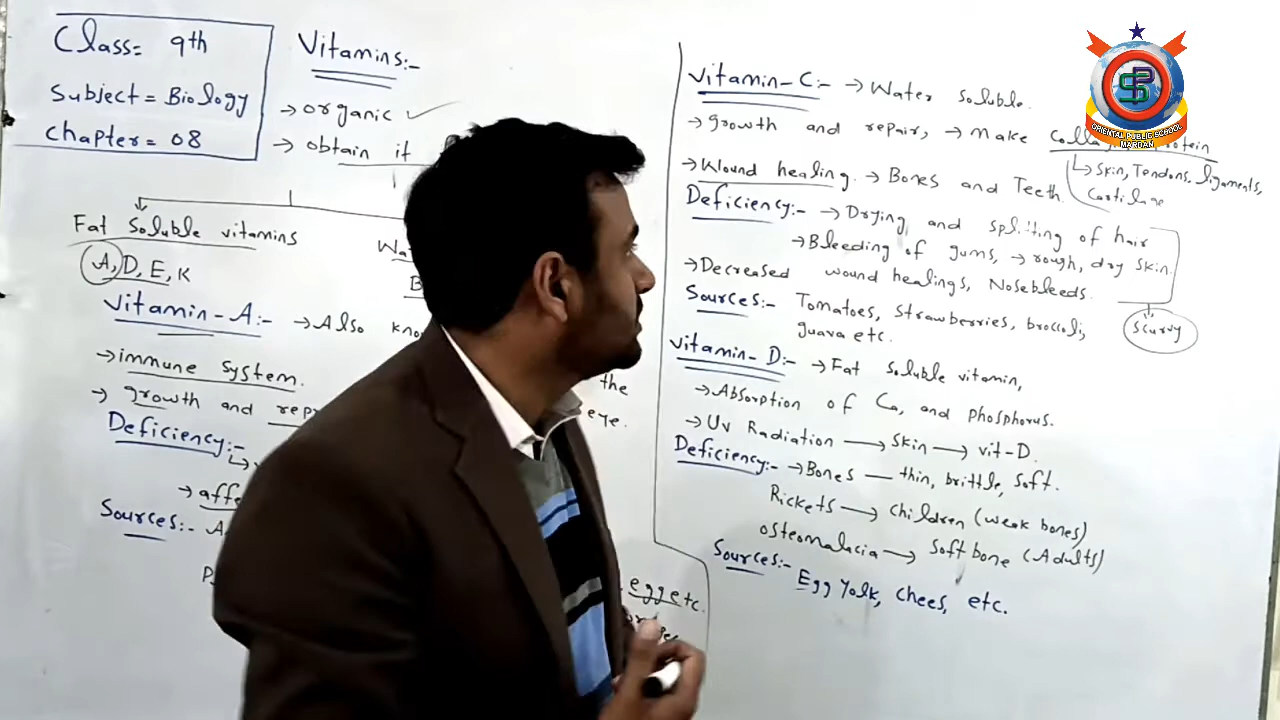 Class= 9th
Subject = Biology
Chapter = 08
Vitamins:-
→ organic ✓
→ obtain it
Fat Soluble vitamins
A, D, E, K
Vitamin - A:- → Also
→ immune System.
→ growth and
the
eye.
Deficiency:-
→
Sources:-
egg etc.
Vitamin - C:- → Water Soluble.
→ growth and repair, → Make
→ Skin, Tendons, ligaments,
Cartilage
→ Wound healing. → Bones and Teeth.
Deficiency:- → Drying and splitting of hair
→ Bleeding of gums, → rough, dry skin.
→ Decreased wound healings, Nosebleeds.
Scurvy
Sources:- Tomatoes, Strawberries, broccoli,
guava etc.
Vitamin - D:- → Fat Soluble vitamin,
→ Absorption of Ca, and phosphorus.
→ UV Radiation → Skin → vit-D.
Deficiency:- → Bones — thin, brittle, Soft.
Rickets → Children (weak bones)
Osteomalacia → Soft bone (Adults)
Sources:- Egg Yolk, Chees, etc.
ORIENTAL PUBLIC SCHOOL
MARDAN